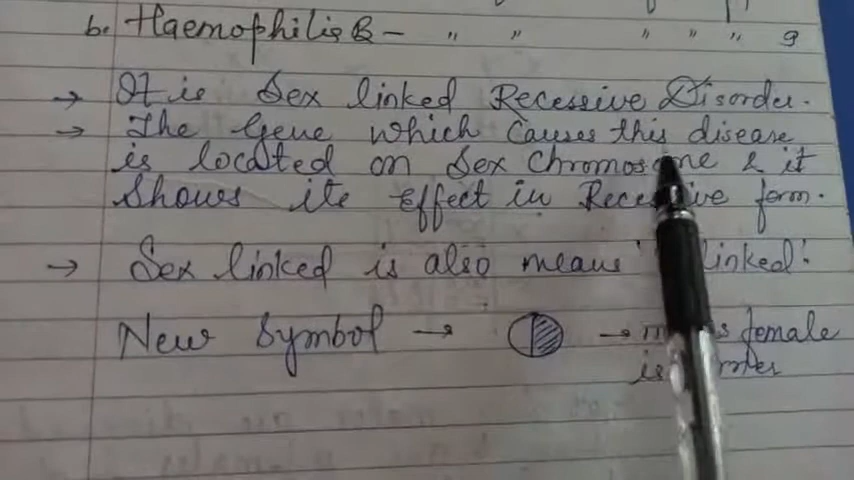 b. Haemophilia B - " " " " " 9
→ It is Sex linked Recessive Disorder.
→ The Gene which Causes this disease
is located on Sex Chromosome & it
Shows its effect in Recessive form.
→ Sex linked is also means linked'.
New Symbol → → female
is